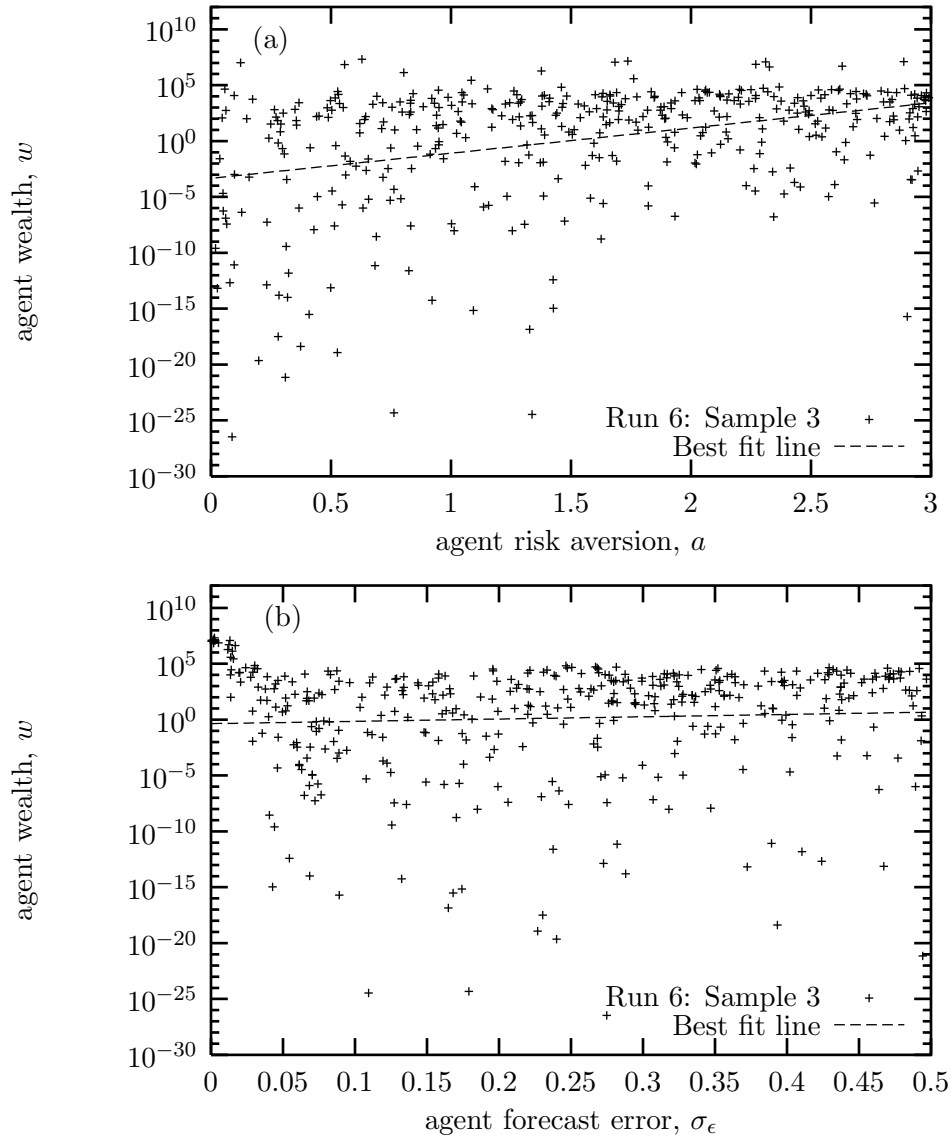 10^10
(a)
10^5
10^0
10^-5
10^-10
10^-15
10^-20
10^-25
10^-30
agent wealth, w
Run 6: Sample 3
Best fit line
0 0.5 1 1.5 2 2.5 3
agent risk aversion, a
10^10
(b)
10^5
10^0
10^-5
10^-10
10^-15
10^-20
10^-25
10^-30
agent wealth, w
Run 6: Sample 3
Best fit line
0 0.05 0.1 0.15 0.2 0.25 0.3 0.35 0.4 0.45 0.5
agent forecast error, σ_ϵ